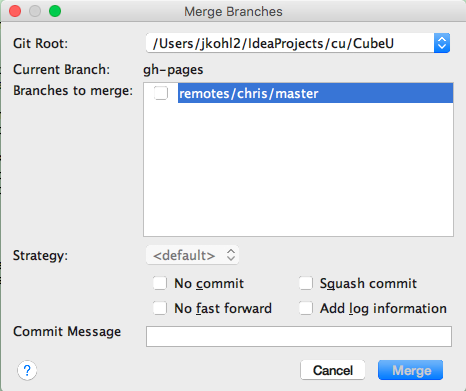 Merge Branches
Git Root: /Users/jkohl2/IdeaProjects/cu/CubeU
Current Branch: gh-pages
Branches to merge: remotes/chris/master
Strategy: <default>
No commit Squash commit
No fast forward Add log information
Commit Message
? Cancel Merge